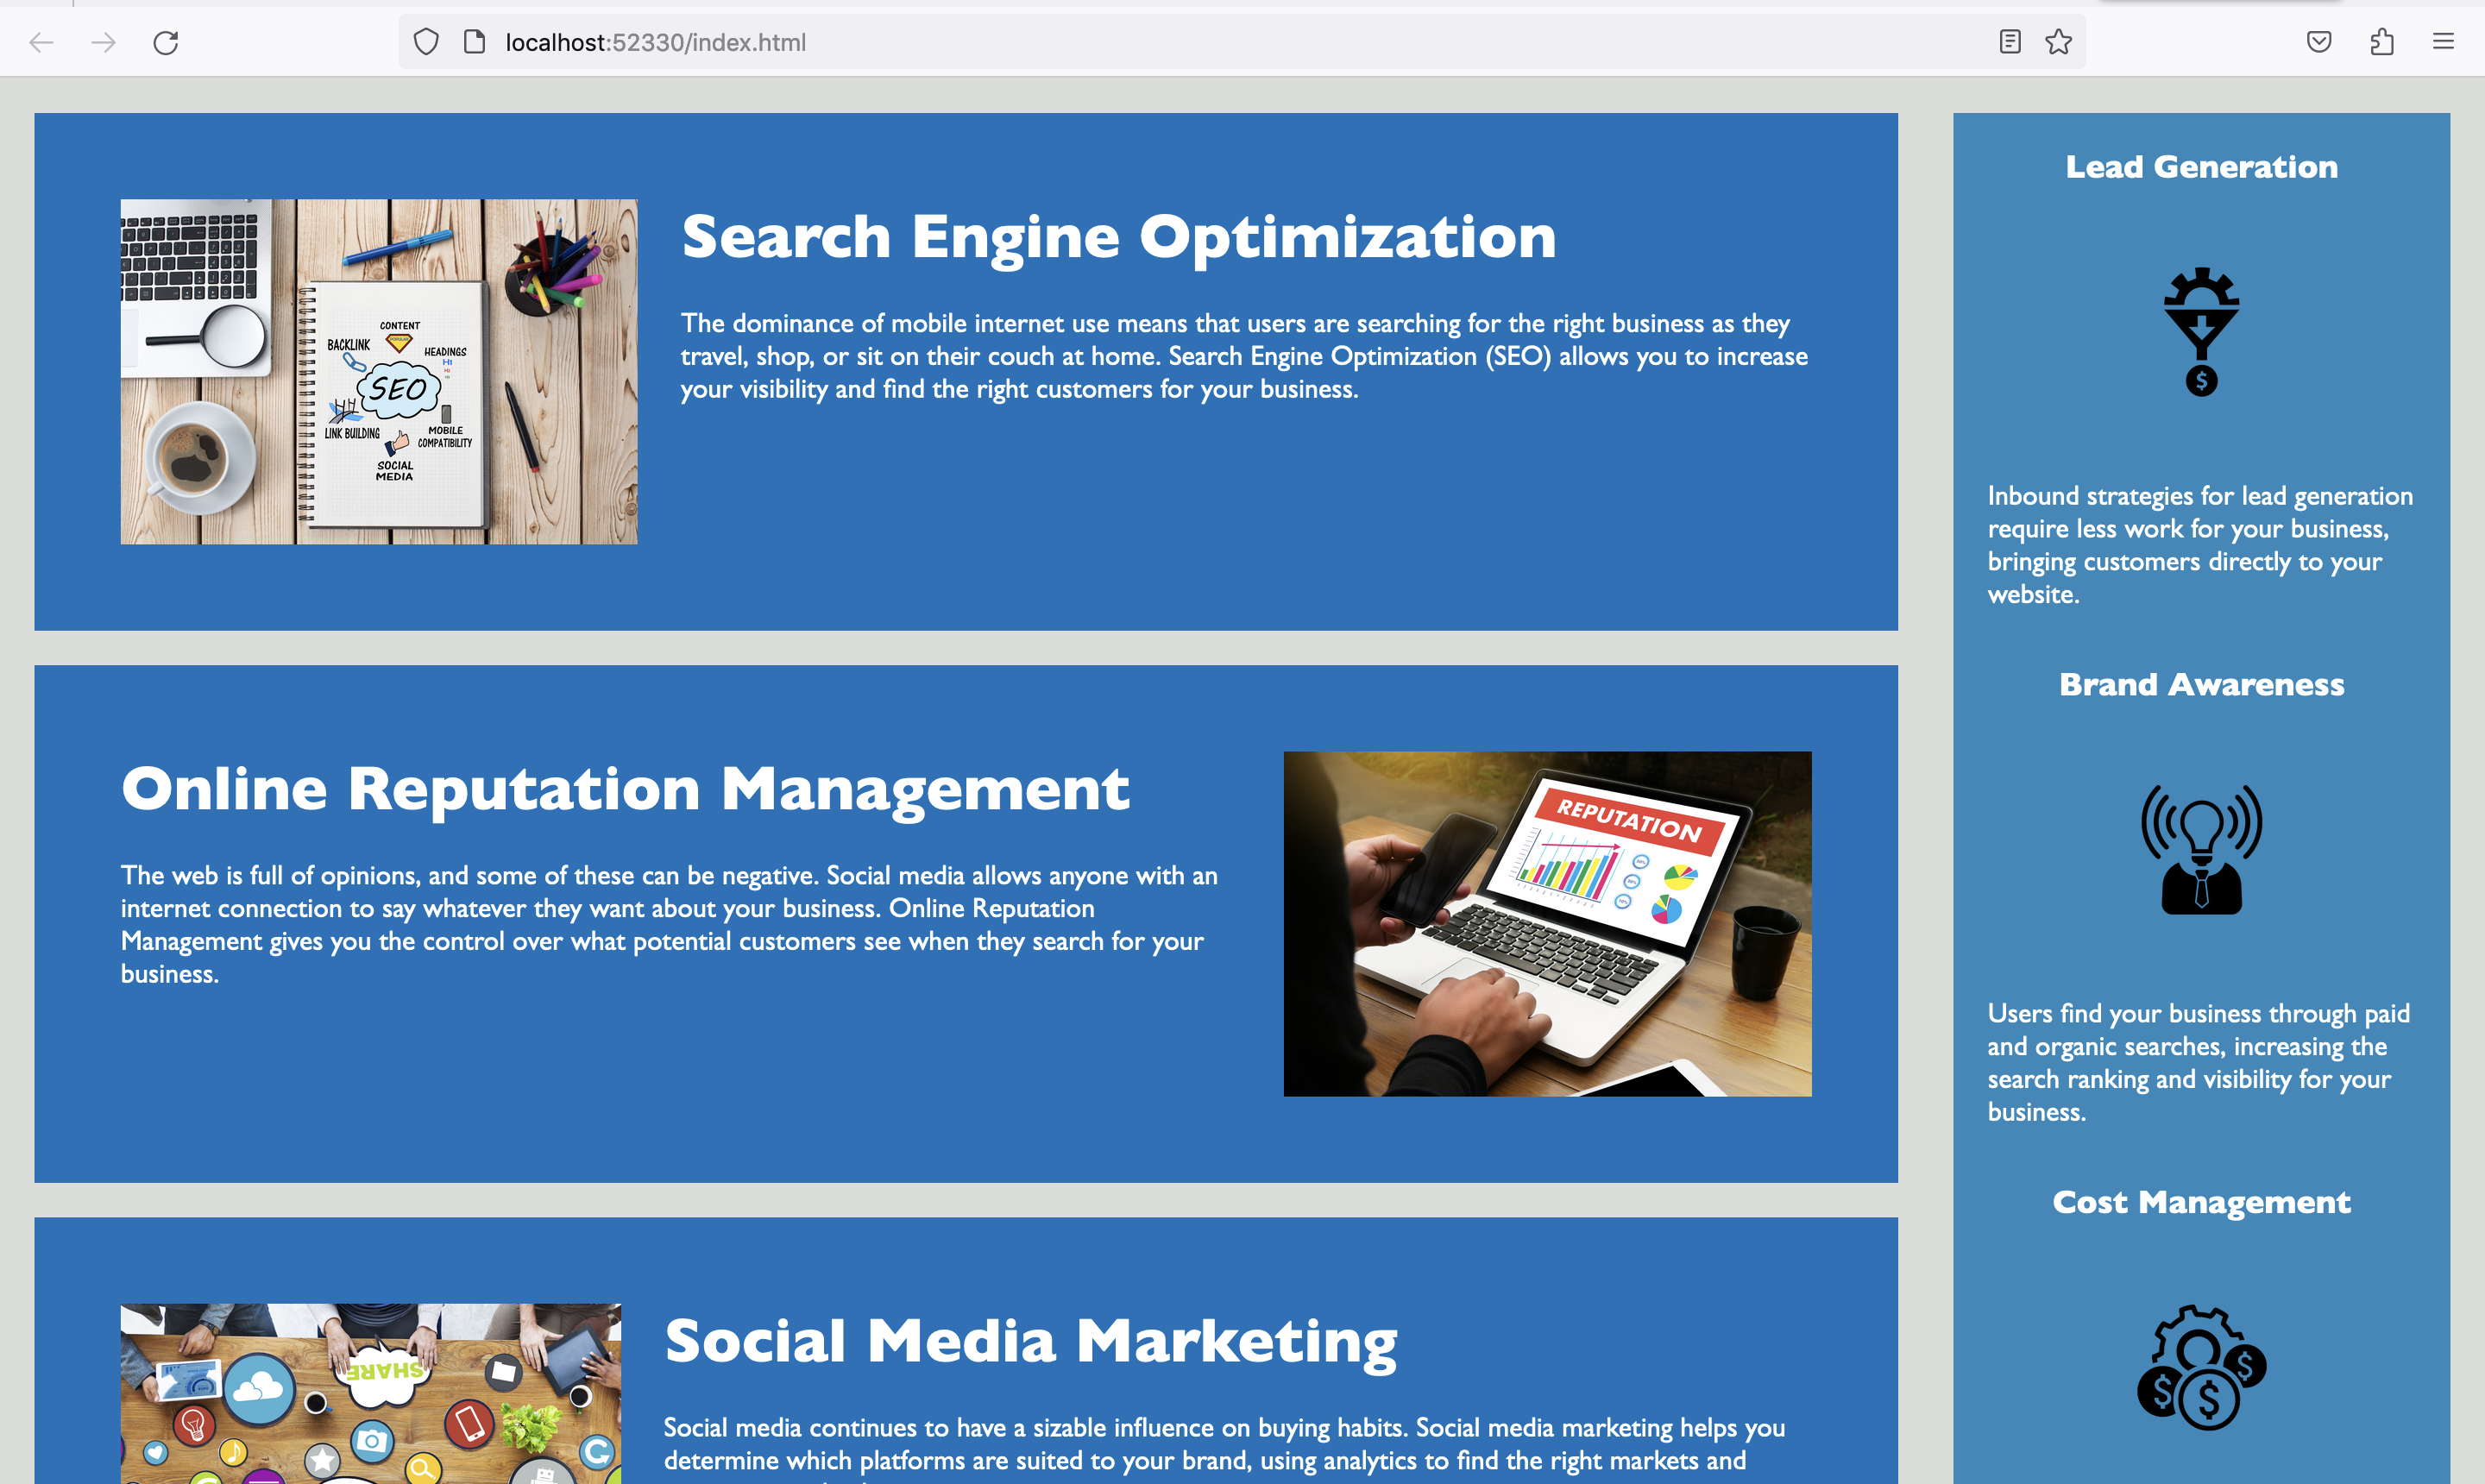 localhost:52330/index.html
Search Engine Optimization
The dominance of mobile internet use means that users are searching for the right business as they
travel, shop, or sit on their couch at home. Search Engine Optimization (SEO) allows you to increase
your visibility and find the right customers for your business.
CONTENT
POPULAR
BACKLINK
HEADINGS
H1
H2
SEO
LINK BUILDING
MOBILE
COMPATIBILITY
SOCIAL
MEDIA
Online Reputation Management
The web is full of opinions, and some of these can be negative. Social media allows anyone with an
internet connection to say whatever they want about your business. Online Reputation
Management gives you the control over what potential customers see when they search for your
business.
REPUTATION
Social Media Marketing
Social media continues to have a sizable influence on buying habits. Social media marketing helps you
determine which platforms are suited to your brand, using analytics to find the right markets and
SHARE
Lead Generation
$
Inbound strategies for lead generation
require less work for your business,
bringing customers directly to your
website.
Brand Awareness
Users find your business through paid
and organic searches, increasing the
search ranking and visibility for your
business.
Cost Management
$
$
$